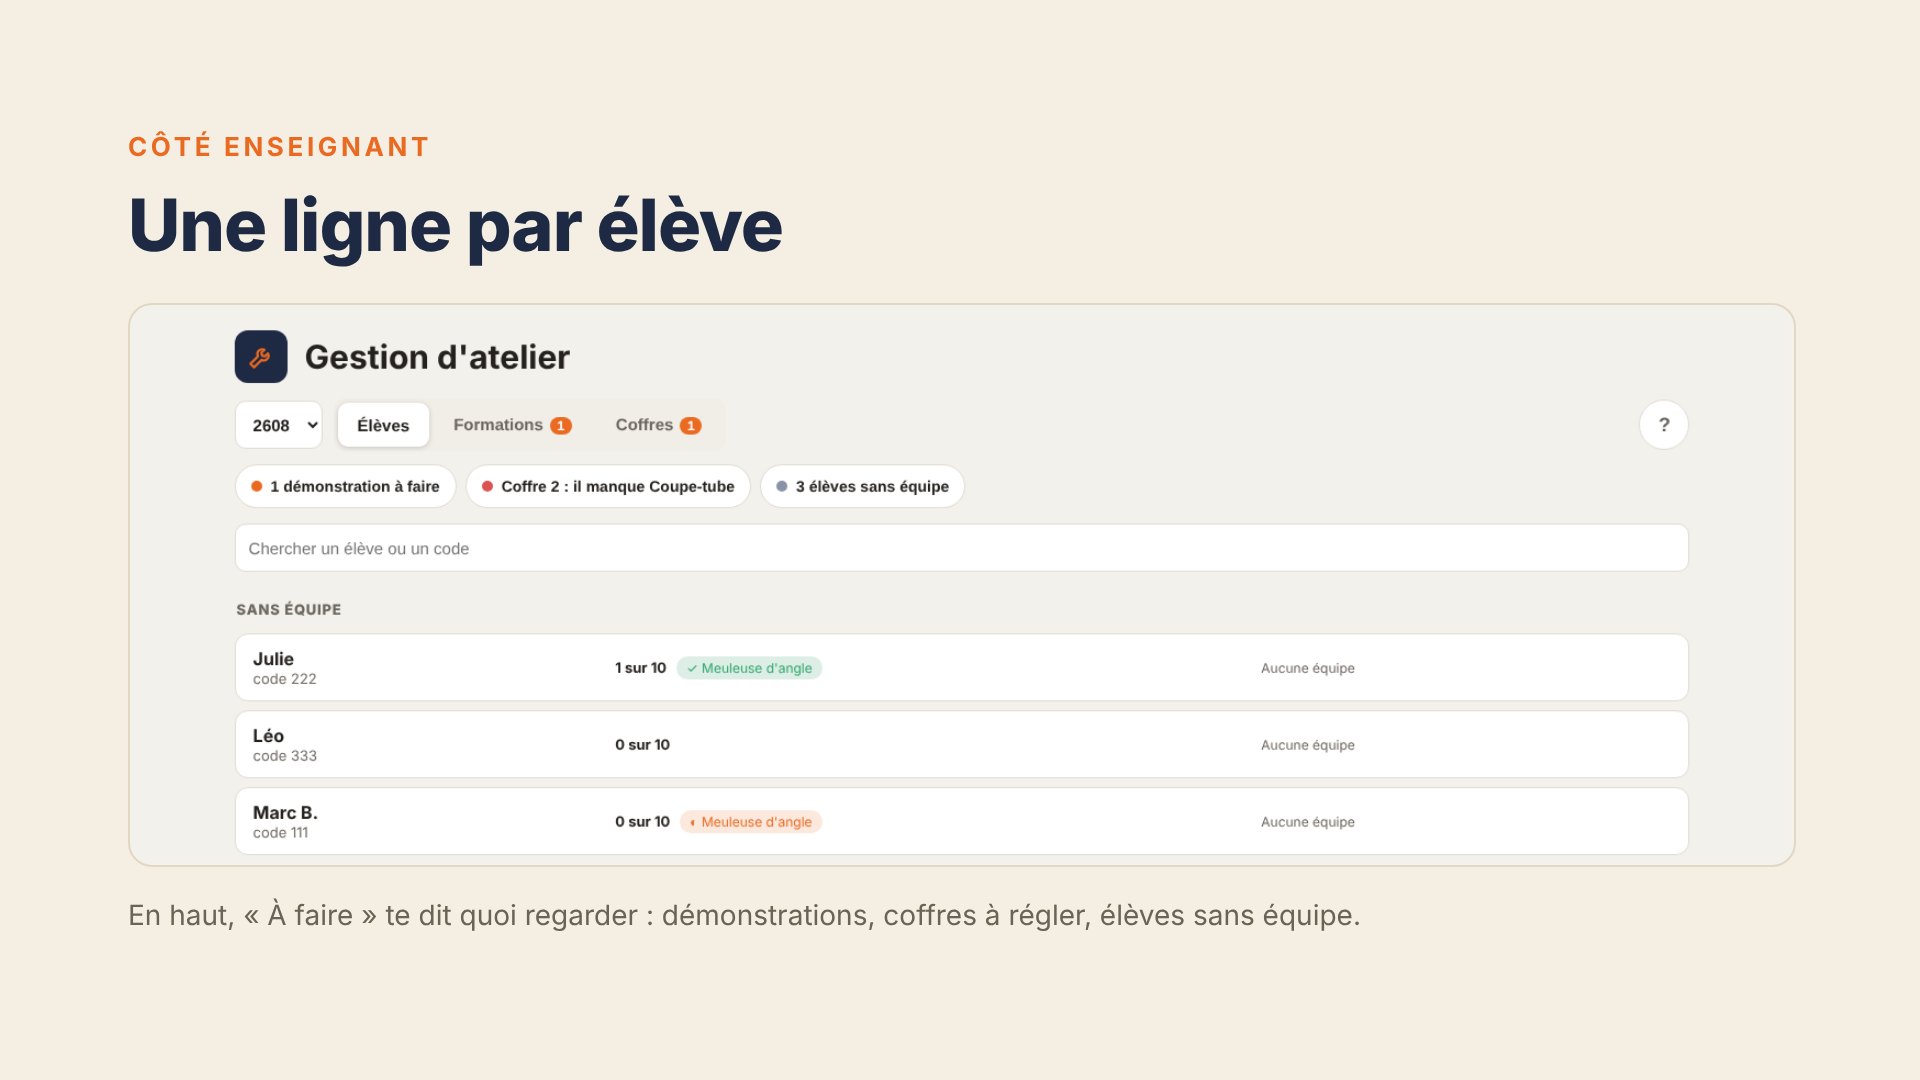 CÔTÉ ENSEIGNANT
Une ligne par élève
Gestion d'atelier
2608 Élèves Formations 1 Coffres 1 ?
1 démonstration à faire Coffre 2 : il manque Coupe-tube 3 élèves sans équipe
Chercher un élève ou un code
SANS ÉQUIPE
Julie
code 222
1 sur 10 ✓ Meuleuse d'angle Aucune équipe
Léo
code 333
0 sur 10 Aucune équipe
Marc B.
code 111
0 sur 10 Meuleuse d'angle Aucune équipe
En haut, « À faire » te dit quoi regarder : démonstrations, coffres à régler, élèves sans équipe.